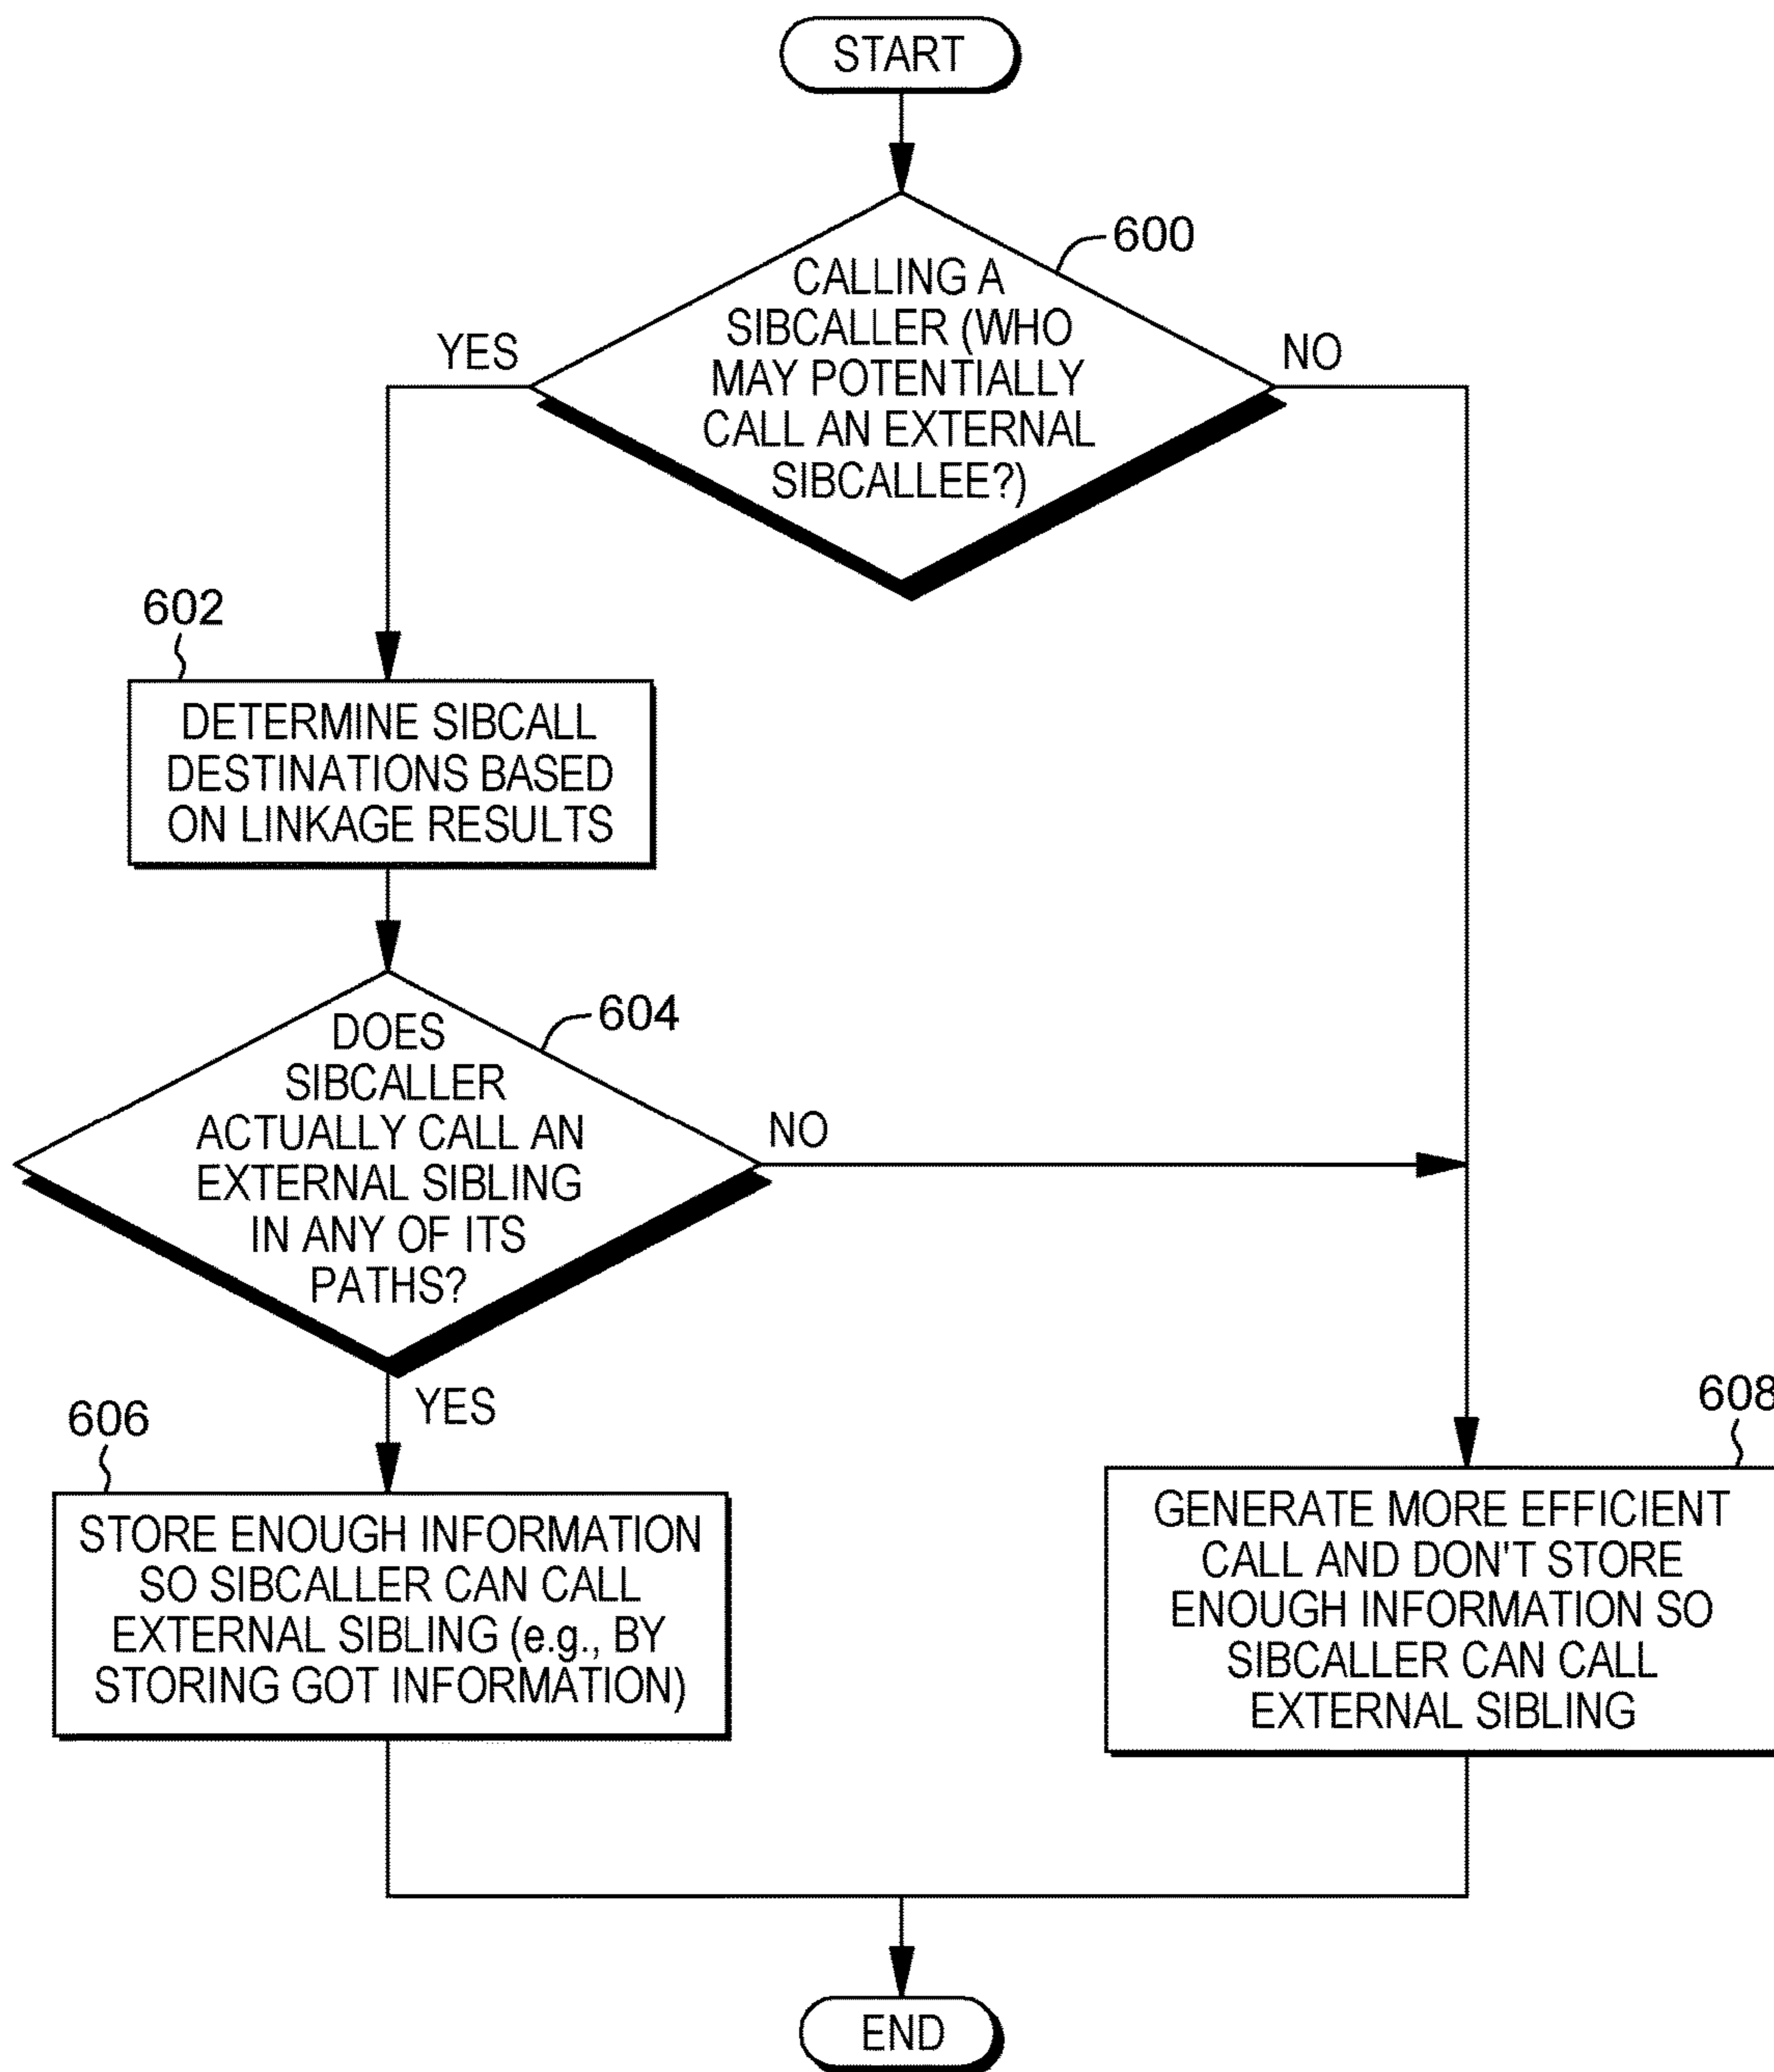 START
600
CALLING A
SIBCALLER (WHO
MAY POTENTIALLY
CALL AN EXTERNAL
SIBCALLEE?)
YES
NO
602
DETERMINE SIBCALL
DESTINATIONS BASED
ON LINKAGE RESULTS
604
DOES
SIBCALLER
ACTUALLY CALL AN
EXTERNAL SIBLING
IN ANY OF ITS
PATHS?
NO
YES
606
STORE ENOUGH INFORMATION
SO SIBCALLER CAN CALL
EXTERNAL SIBLING (e.g., BY
STORING GOT INFORMATION)
608
GENERATE MORE EFFICIENT
CALL AND DON'T STORE
ENOUGH INFORMATION SO
SIBCALLER CAN CALL
EXTERNAL SIBLING
END